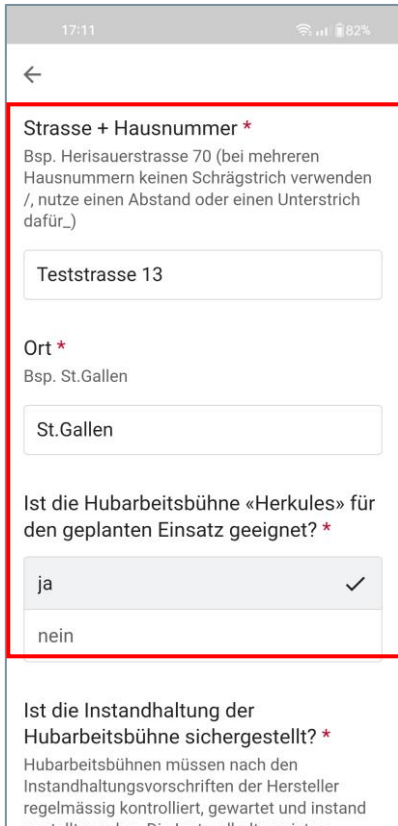 17:11 82%
Strasse + Hausnummer *
Bsp. Herisauerstrasse 70 (bei mehreren
Hausnummern keinen Schrägstrich verwenden
/, nutze einen Abstand oder einen Unterstrich
dafür_)
Teststrasse 13
Ort *
Bsp. St.Gallen
St.Gallen
Ist die Hubarbeitsbühne «Herkules» für
den geplanten Einsatz geeignet? *
ja
nein
Ist die Instandhaltung der
Hubarbeitsbühne sichergestellt? *
Hubarbeitsbühnen müssen nach den
Instandhaltungsvorschriften der Hersteller
regelmässig kontrolliert, gewartet und instand